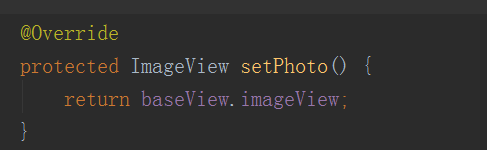 @Override
protected ImageView setPhoto() {
return baseView.imageView;
}